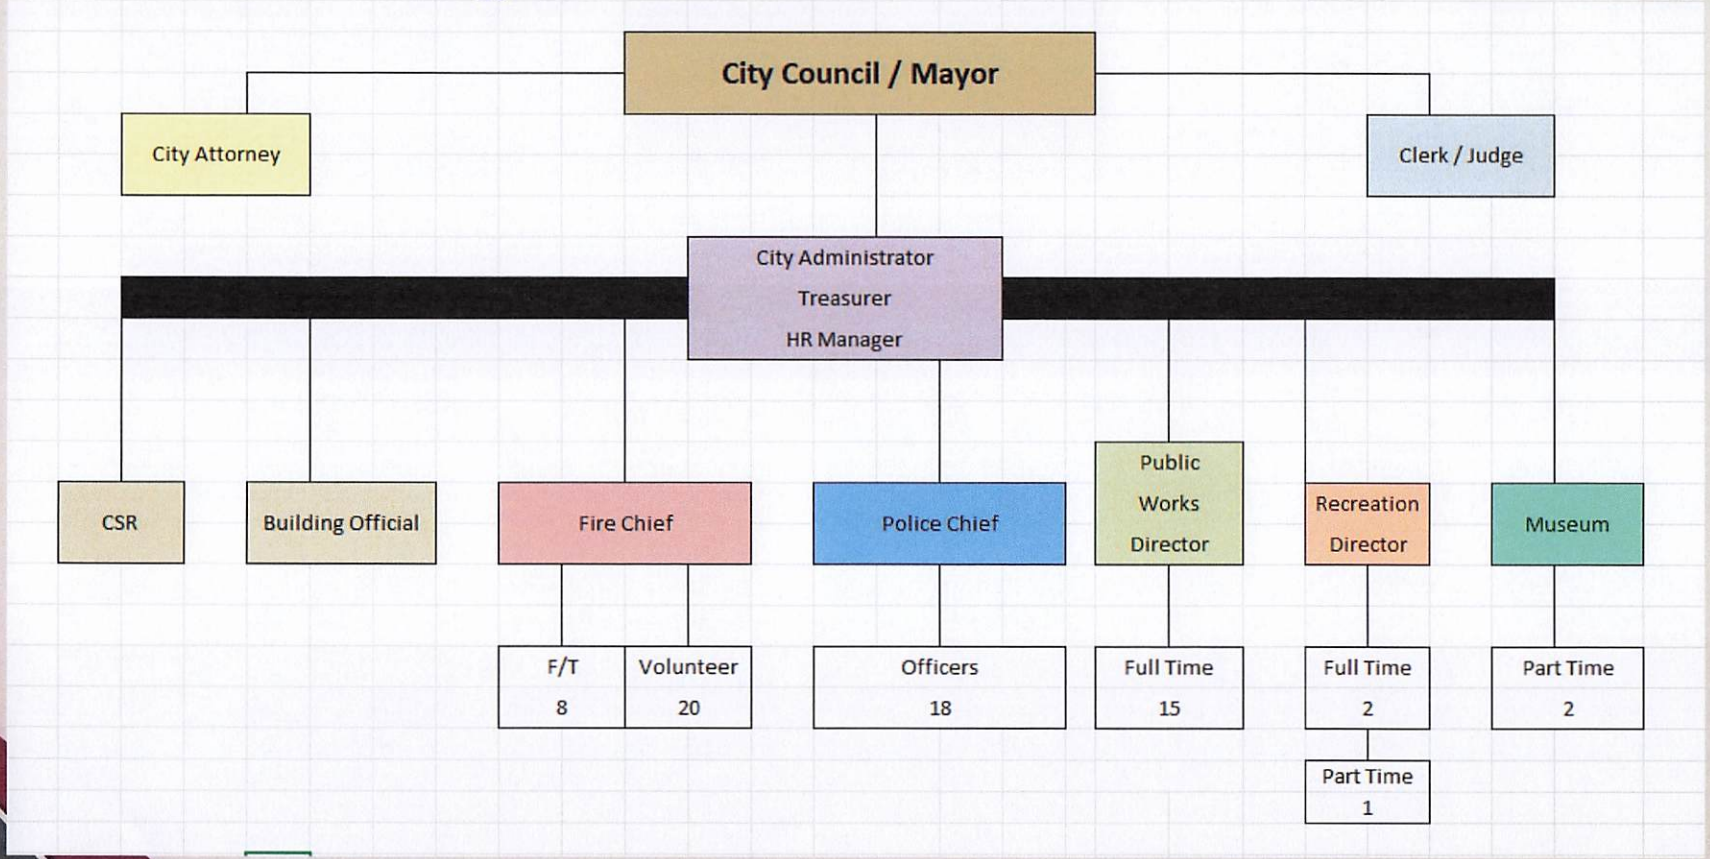 City Council / Mayor
City Attorney
Clerk / Judge
City Administrator
Treasurer
HR Manager
CSR
Building Official
Fire Chief
Police Chief
Public
Works
Director
Recreation
Director
Museum
F/T
8
Volunteer
20
Officers
18
Full Time
15
Full Time
2
Part Time
2
Part Time
1